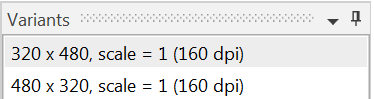 Variants
320 x 480, scale = 1 (160 dpi)
480 x 320, scale = 1 (160 dpi)